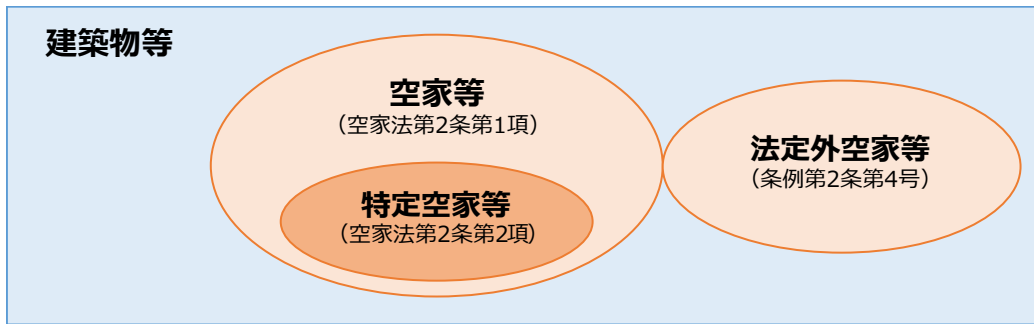 建築物等
空家等
（空家法第2条第1項）
特定空家等
（空家法第2条第2項）
法定外空家等
（条例第2条第4号）